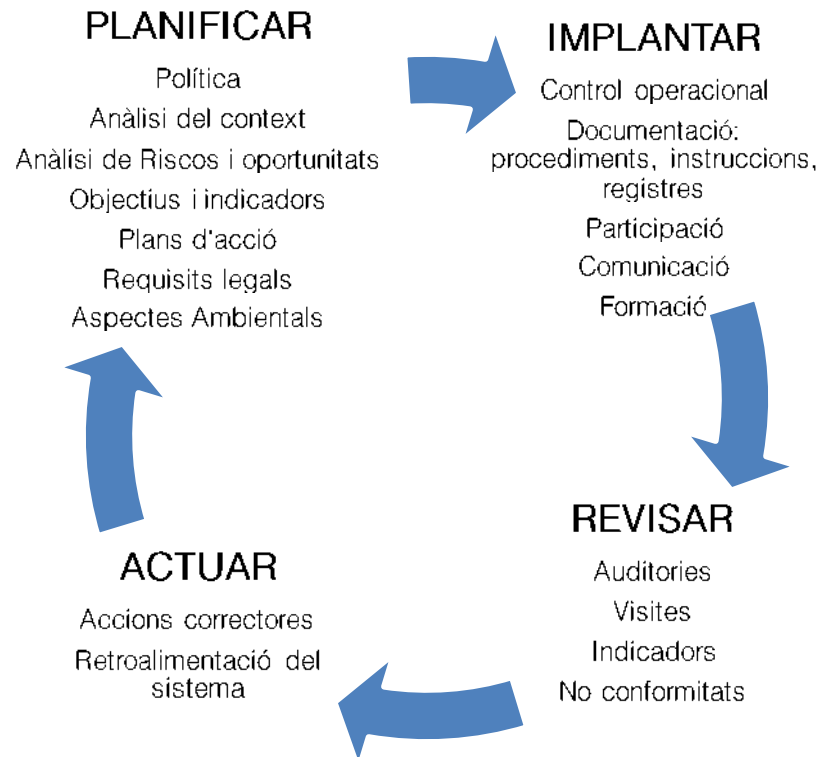 PLANIFICAR
Política
Anàlisi del context
Anàlisi de Riscos i oportunitats
Objectius i indicadors
Plans d'acció
Requisits legals
Aspectes Ambientals
IMPLANTAR
Control operacional
Documentació:
procediments, instruccions,
registres
Participació
Comunicació
Formació
REVISAR
Auditories
Visites
Indicadors
No conformitats
ACTUAR
Accions correctores
Retroalimentació del
sistema